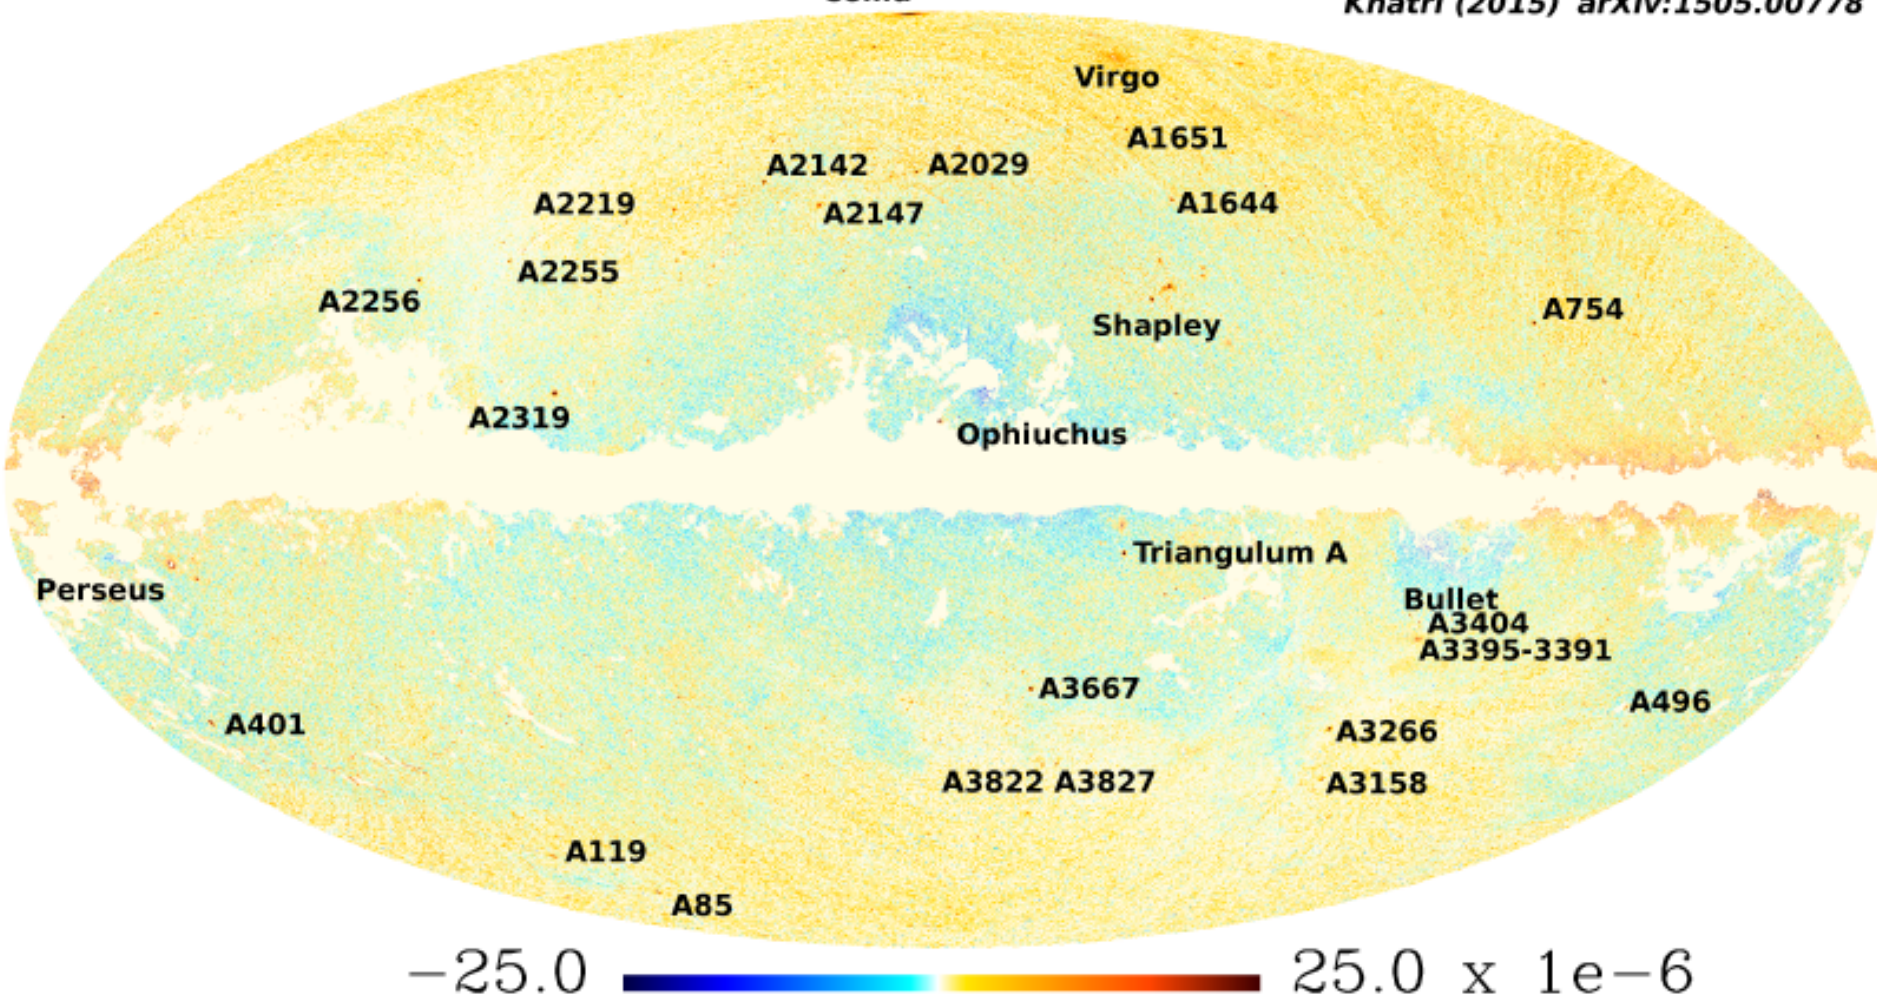 Coma
Khatri (2015) arXiv:1505.00778
Virgo
A1651
A2142 A2029
A2219 A1644
A2147
A2255
A2256
A754
Shapley
A2319
Ophiuchus
Triangulum A
Perseus
Bullet
A3404
A3395-3391
A3667
A496
A401
A3266
A3822 A3827 A3158
A119
A85
−25.0 25.0 x 1e−6